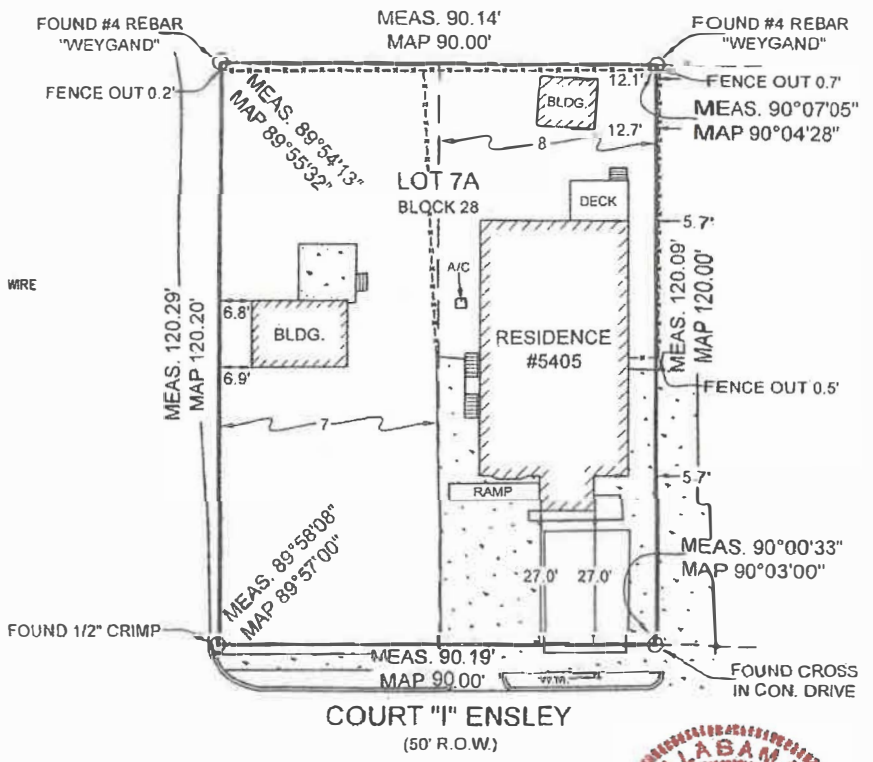 FOUND #4 REBAR
"WEYGAND"
MEAS. 90.14'
MAP 90.00'
FOUND #4 REBAR
"WEYGAND"
FENCE OUT 0.2'
MEAS. 89°54'13"
MAP 89°55'32"
BLDG.
12.1'
12.7'
FENCE OUT 0.7'
MEAS. 90°07'05"
MAP 90°04'28"
8
LOT 7A
BLOCK 28
DECK
5.7'
WIRE
A/C
MEAS. 120.29'
MAP 120.20'
6.8'
BLDG.
6.9'
RESIDENCE
#5405
MEAS. 120.09'
MAP 120.00'
FENCE OUT 0.5'
7
RAMP
5.7'
MEAS. 89°58'08"
MAP 89°57'00"
27.0'
27.0'
MEAS. 90°00'33"
MAP 90°03'00"
FOUND 1/2" CRIMP
MEAS. 90.19'
MAP 90.00'
FOUND CROSS
IN CON. DRIVE
COURT "I" ENSLEY
(50' R.O.W.)
LABAM